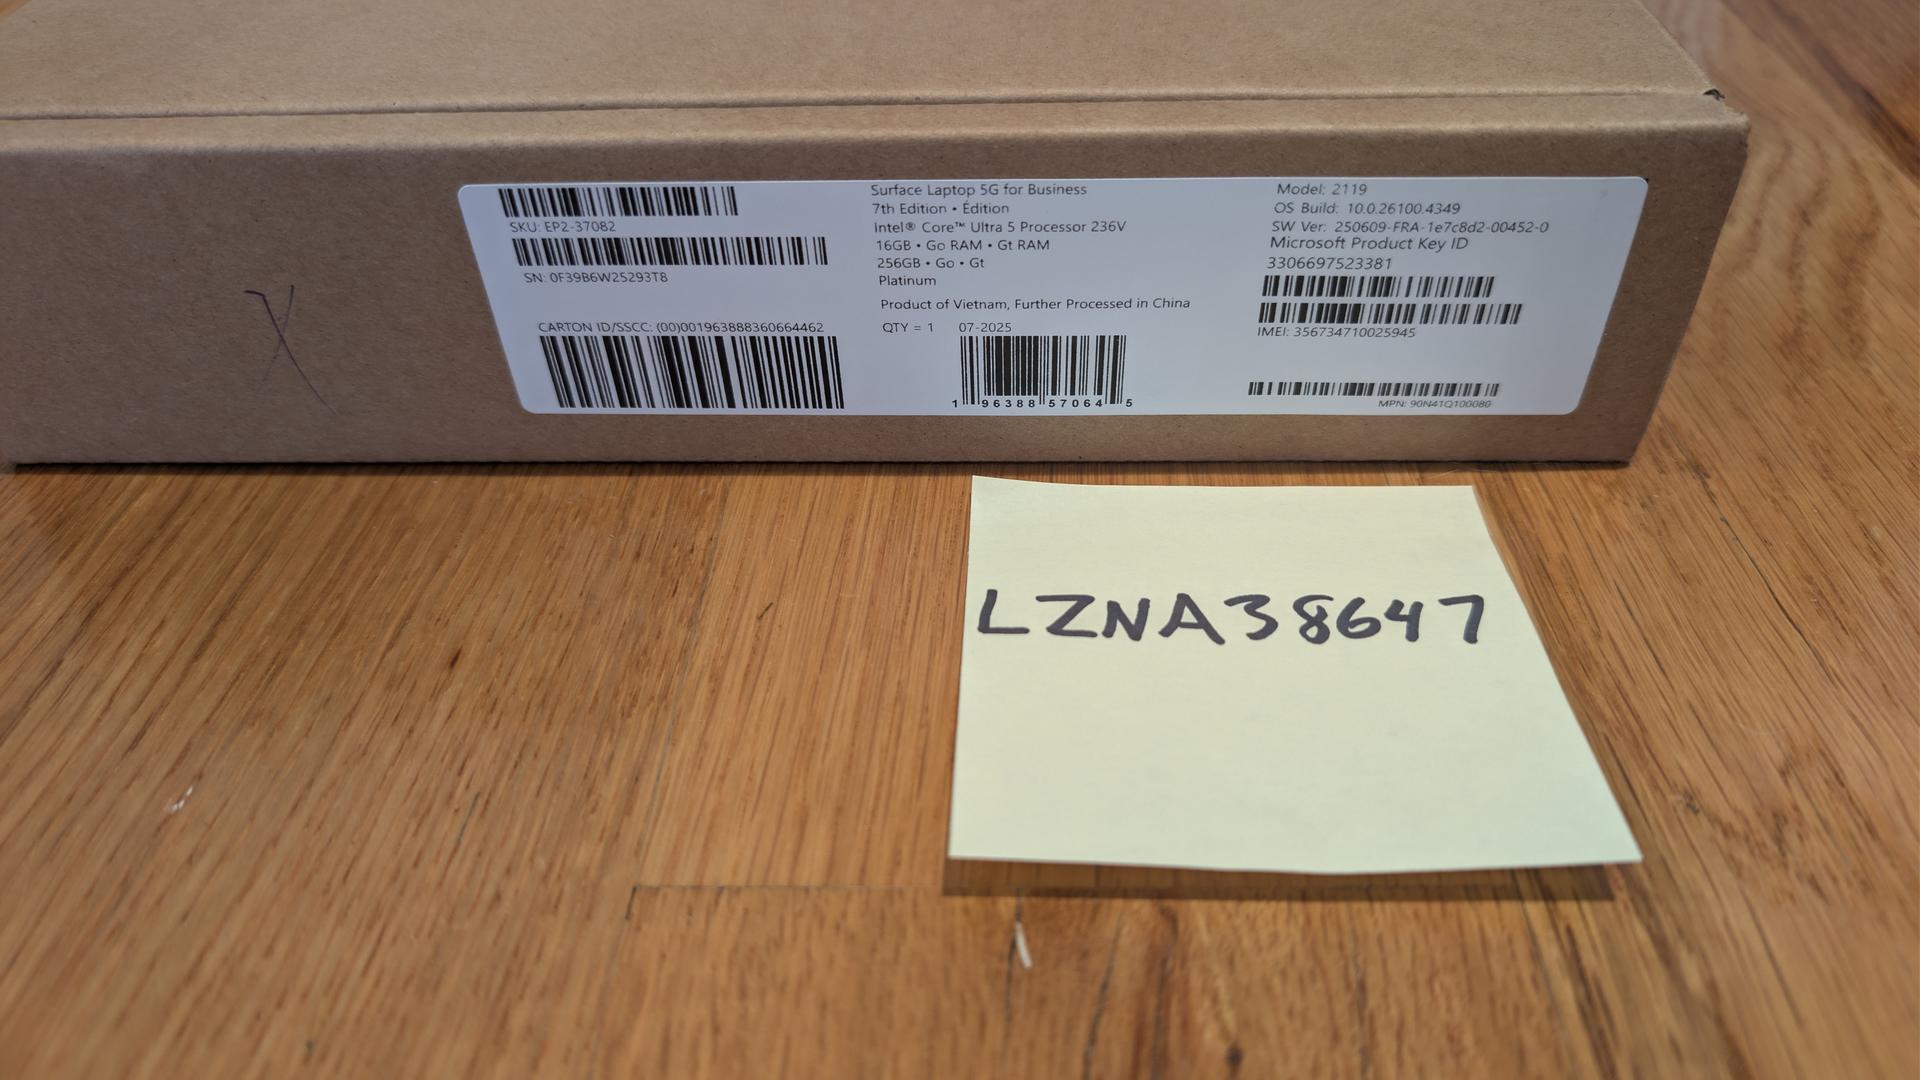 SKU: EP2-37082
SN: 0F39B6W25293T8
CARTON ID/SSCC: (00)001963888360664462
Surface Laptop 5G for Business
7th Edition • Édition
Intel® Core™ Ultra 5 Processor 236V
16GB • Go RAM • Gt RAM
256GB • Go • Gt
Platinum
Product of Vietnam, Further Processed in China
QTY = 1 07-2025
1 96388 57064 5
Model: 2119
OS Build: 10.0.26100.4349
SW Ver: 250609-FRA-1e7c8d2-00452-0
Microsoft Product Key ID
3306697523381
IMEI: 356734710025945
MPN: 90N41Q100080
X
LZNA38647